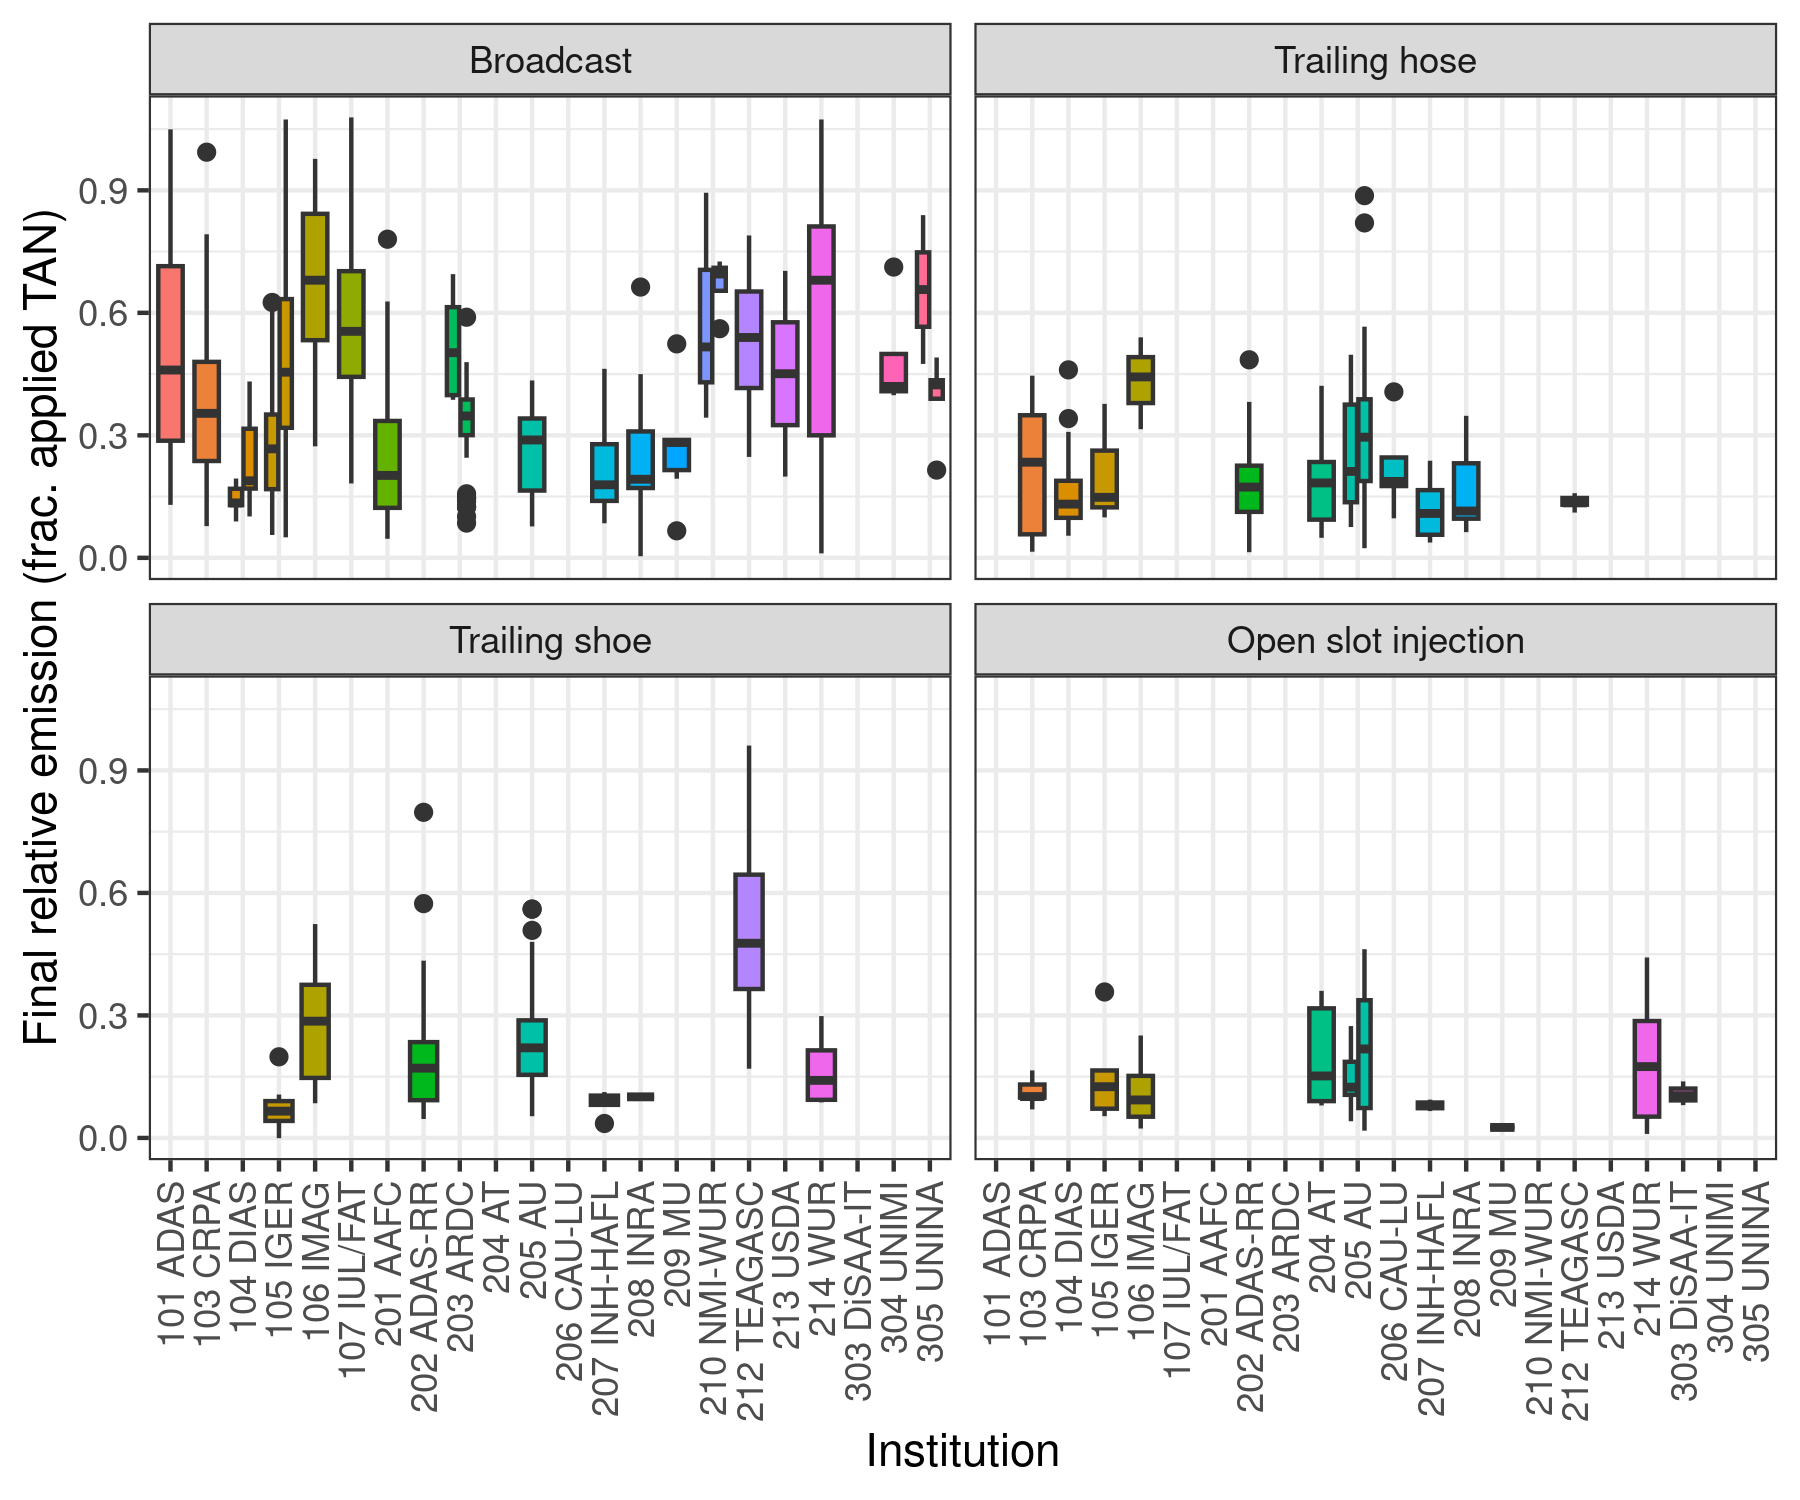 Broadcast
Trailing hose
0.9
0.6
0.3
0.0
Trailing shoe
Open slot injection
0.9
0.6
0.3
0.0
Final relative emission (frac. applied TAN)
101 ADAS
103 CRPA
104 DIAS
105 IGER
106 IMAG
107 IUL/FAT
201 AAFC
202 ADAS-RR
203 ARDC
204 AT
205 AU
206 CAU-LU
207 INH-HAFL
208 INRA
209 MU
210 NMI-WUR
212 TEAGASC
213 USDA
214 WUR
303 DiSAA-IT
304 UNIMI
305 UNINA
101 ADAS
103 CRPA
104 DIAS
105 IGER
106 IMAG
107 IUL/FAT
201 AAFC
202 ADAS-RR
203 ARDC
204 AT
205 AU
206 CAU-LU
207 INH-HAFL
208 INRA
209 MU
210 NMI-WUR
212 TEAGASC
213 USDA
214 WUR
303 DiSAA-IT
304 UNIMI
305 UNINA
Institution